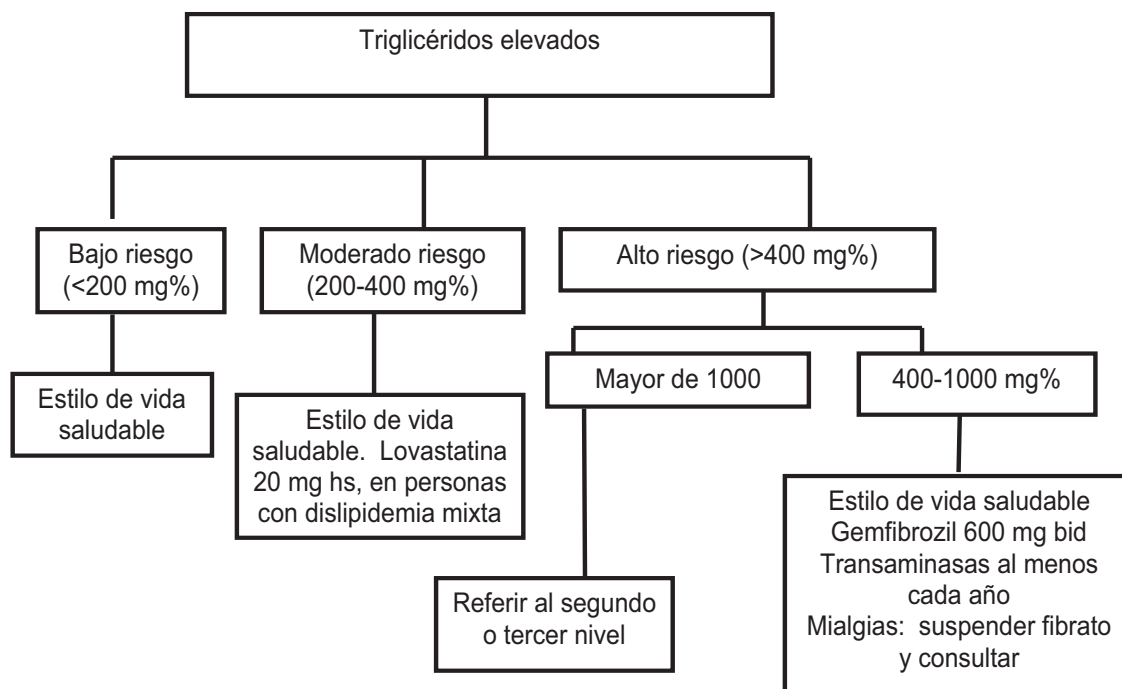 Triglicéridos elevados
Bajo riesgo
(<200 mg%)
Moderado riesgo
(200-400 mg%)
Alto riesgo (>400 mg%)
Estilo de vida
saludable
Estilo de vida
saludable. Lovastatina
20 mg hs, en personas
con dislipidemia mixta
Mayor de 1000
400-1000 mg%
Referir al segundo
o tercer nivel
Estilo de vida saludable
Gemfibrozil 600 mg bid
Transaminasas al menos
cada año
Mialgias: suspender fibrato
y consultar